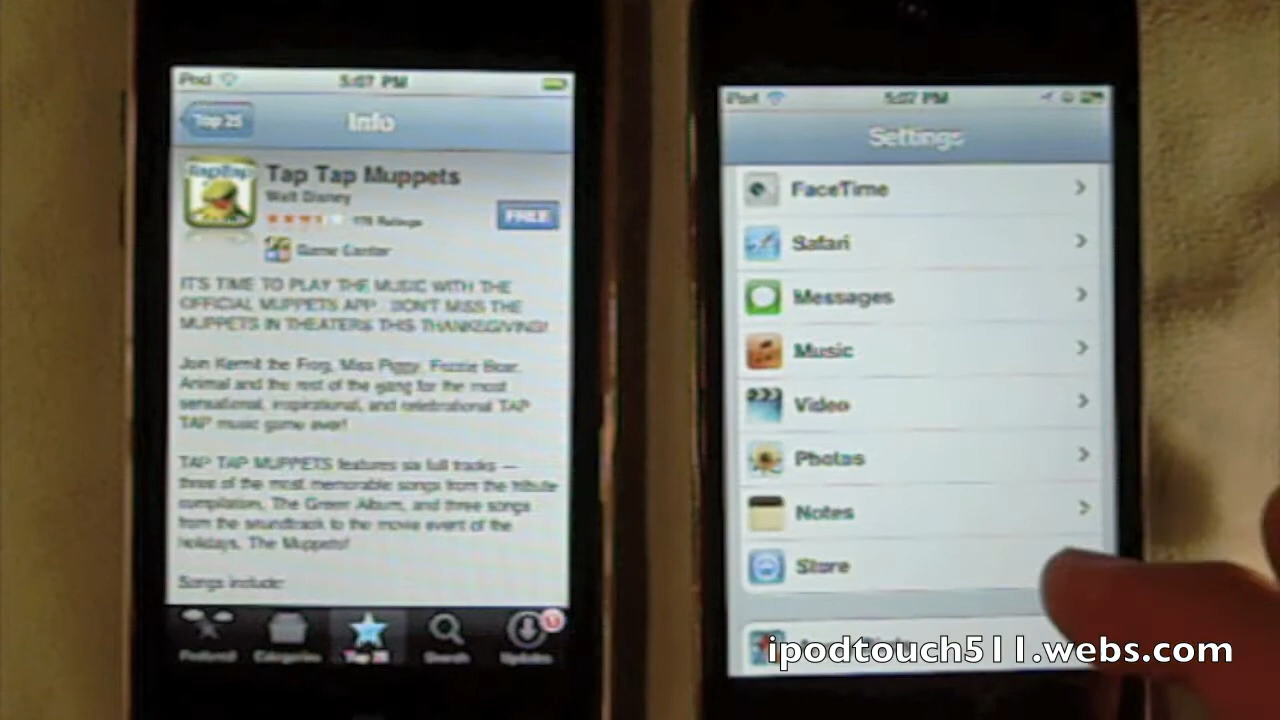 iPod
5:07 PM
Top 25
Info
Tap Tap Muppets
Walt Disney
178 Ratings
FREE
Game Center
IT'S TIME TO PLAY THE MUSIC WITH THE
OFFICIAL MUPPETS APP. DON'T MISS THE
MUPPETS IN THEATERS THIS THANKSGIVING!
Join Kermit the Frog, Miss Piggy, Fozzie Bear,
Animal and the rest of the gang for the most
sensational, inspirational, and celebrational TAP
TAP music game ever!
TAP TAP MUPPETS features six full tracks —
three of the most memorable songs from the tribute
compilation, The Green Album, and three songs
from the soundtrack to the movie event of the
holidays, The Muppets!
Songs include:
Featured
Categories
Top 25
Search
Updates
iPod
5:07 PM
Settings
FaceTime
Safari
Messages
Music
Video
Photos
Notes
Store
ipodtouch511.webs.com